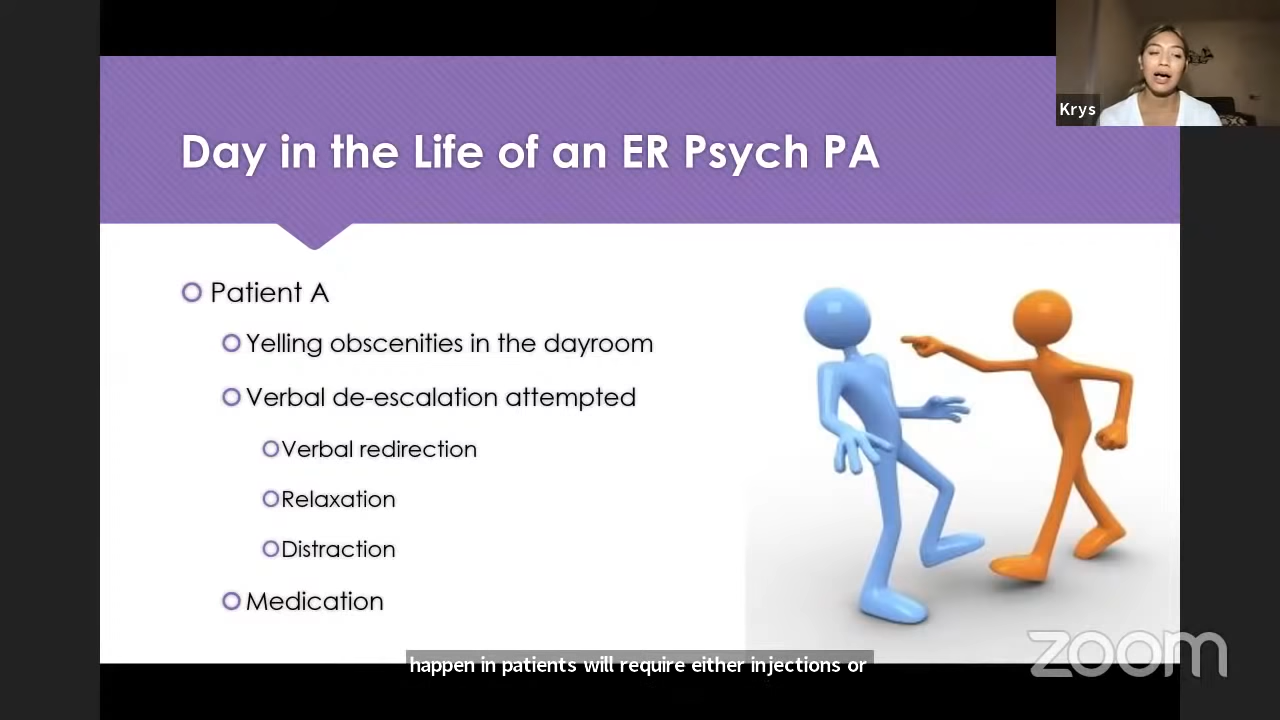 Krys
Day in the Life of an ER Psych PA
Patient A
Yelling obscenities in the dayroom
Verbal de-escalation attempted
Verbal redirection
Relaxation
Distraction
Medication
happen in patients will require either injections or
zoom